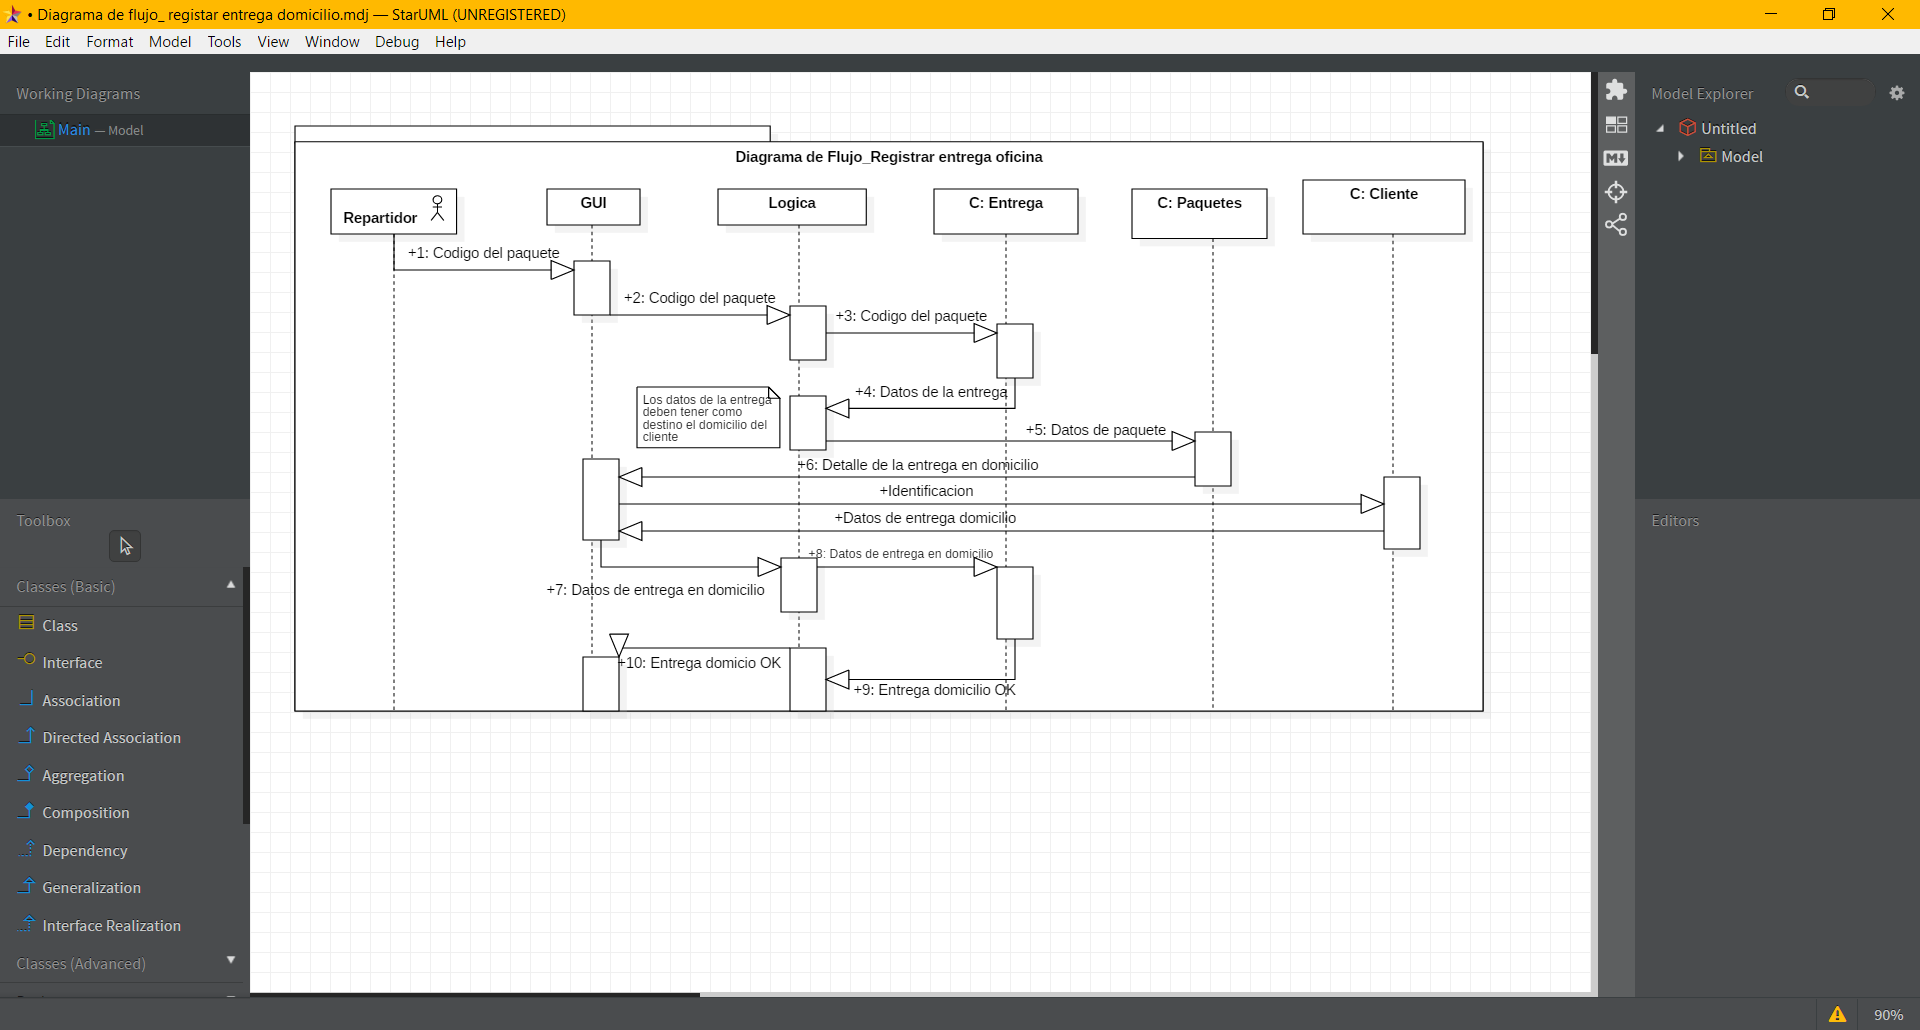 • Diagrama de flujo_ registar entrega domicilio.mdj — StarUML (UNREGISTERED)
File Edit Format Model Tools View Window Debug Help
Working Diagrams
Main — Model
Toolbox
Classes (Basic)
Class
Interface
Association
Directed Association
Aggregation
Composition
Dependency
Generalization
Interface Realization
Classes (Advanced)
Diagrama de Flujo_Registrar entrega oficina
Repartidor
GUI
Logica
C: Entrega
C: Paquetes
C: Cliente
+1: Codigo del paquete
+2: Codigo del paquete
+3: Codigo del paquete
+4: Datos de la entrega
Los datos de la entrega
deben tener como
destino el domicilio del
cliente
+5: Datos de paquete
+6: Detalle de la entrega en domicilio
+Identificacion
+Datos de entrega domicilio
+8: Datos de entrega en domicilio
+7: Datos de entrega en domicilio
+10: Entrega domicio OK
+9: Entrega domicilio OK
M
Model Explorer
Untitled
Model
Editors
90%